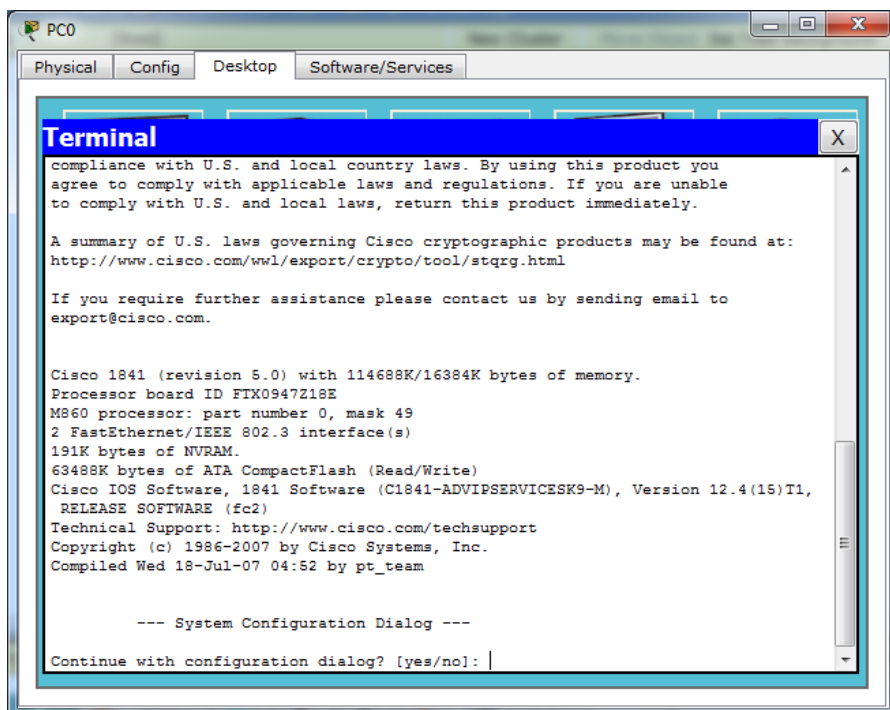 PC0
Physical Config Desktop Software/Services
Terminal X
compliance with U.S. and local country laws. By using this product you
agree to comply with applicable laws and regulations. If you are unable
to comply with U.S. and local laws, return this product immediately.
A summary of U.S. laws governing Cisco cryptographic products may be found at:
http://www.cisco.com/wwl/export/crypto/tool/stqrg.html
If you require further assistance please contact us by sending email to
export@cisco.com.
Cisco 1841 (revision 5.0) with 114688K/16384K bytes of memory.
Processor board ID FTX0947Z18E
M860 processor: part number 0, mask 49
2 FastEthernet/IEEE 802.3 interface(s)
191K bytes of NVRAM.
63488K bytes of ATA CompactFlash (Read/Write)
Cisco IOS Software, 1841 Software (C1841-ADVIPSERVICESK9-M), Version 12.4(15)T1,
RELEASE SOFTWARE (fc2)
Technical Support: http://www.cisco.com/techsupport
Copyright (c) 1986-2007 by Cisco Systems, Inc.
Compiled Wed 18-Jul-07 04:52 by pt_team
--- System Configuration Dialog ---
Continue with configuration dialog? [yes/no]: